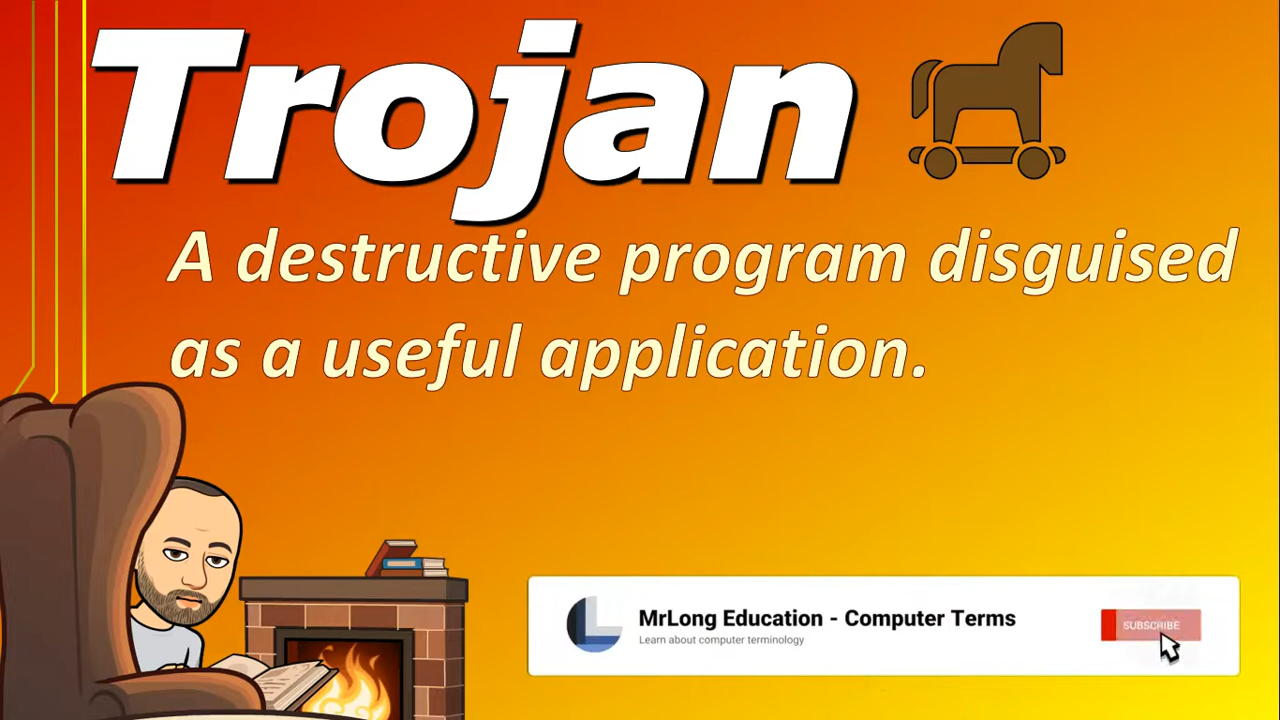 Trojan
A destructive program disguised
as a useful application.
MrLong Education - Computer Terms
Learn about computer terminology
SUBSCRIBE